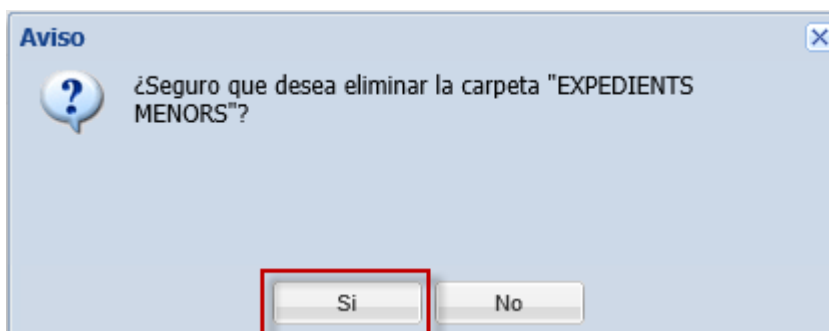 Aviso
¿Seguro que desea eliminar la carpeta "EXPEDIENTS
MENORS"?
Si
No